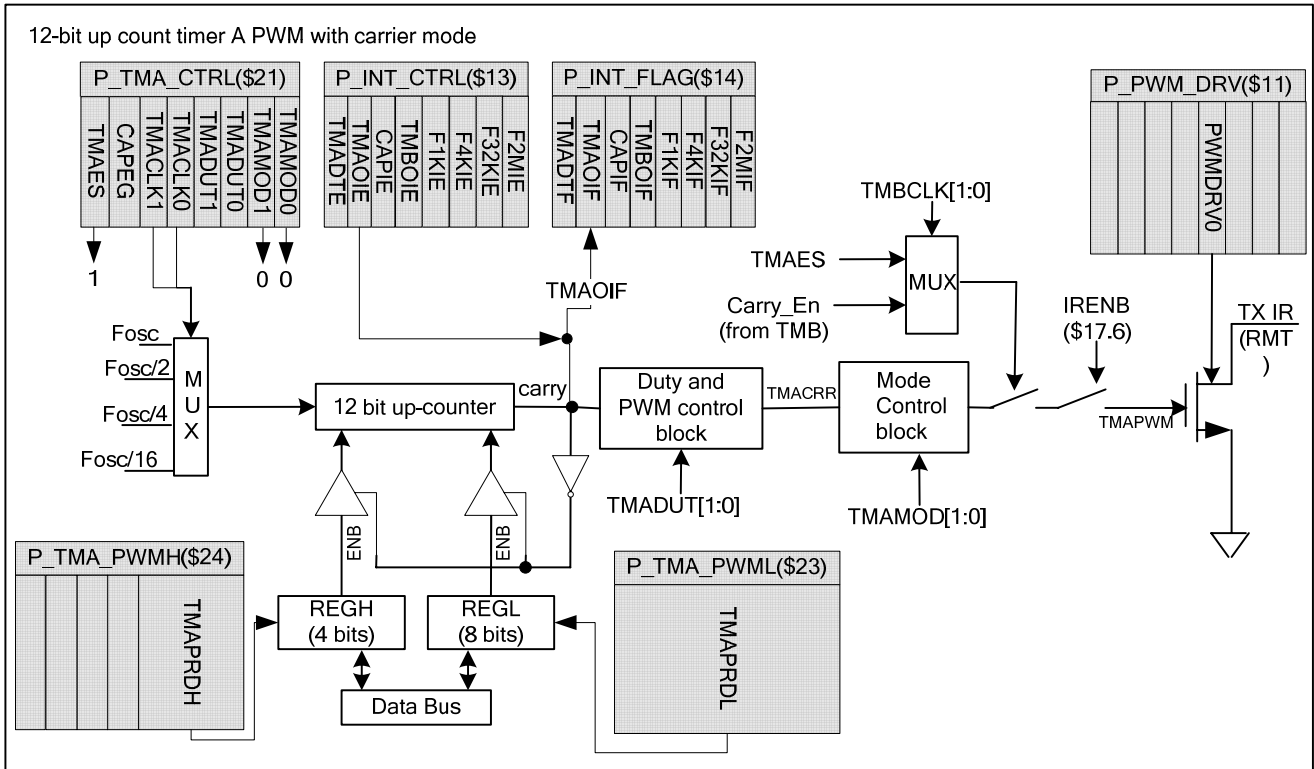 12-bit up count timer A PWM with carrier mode
P_TMA_CTRL($21)
TMAES
CAPEG
TMACLK1
TMACLK0
TMADUT1
TMADUT0
TMAMOD1
TMAMOD0
1
0
0
P_INT_CTRL($13)
TMADTE
TMAOIE
CAPIE
TMBOIE
F1KIE
F4KIE
F32KIE
F2MIE
P_INT_FLAG($14)
TMADTF
TMAOIF
CAPIF
TMBOIF
F1KIF
F4KIF
F32KIF
F2MIF
P_PWM_DRV($11)
PWMDRV0
TMBCLK[1:0]
TMAES
Carry_En
(from TMB)
MUX
TMAOIF
IRENB
($17.6)
TX IR
(RMT
)
Fosc
Fosc/2
Fosc/4
Fosc/16
M
U
X
12 bit up-counter
carry
Duty and
PWM control
block
TMACRR
Mode
Control
block
TMAPWM
TMADUT[1:0]
TMAMOD[1:0]
ENB
ENB
P_TMA_PWMH($24)
TMAPRDH
REGH
(4 bits)
REGL
(8 bits)
Data Bus
P_TMA_PWML($23)
TMAPRDL